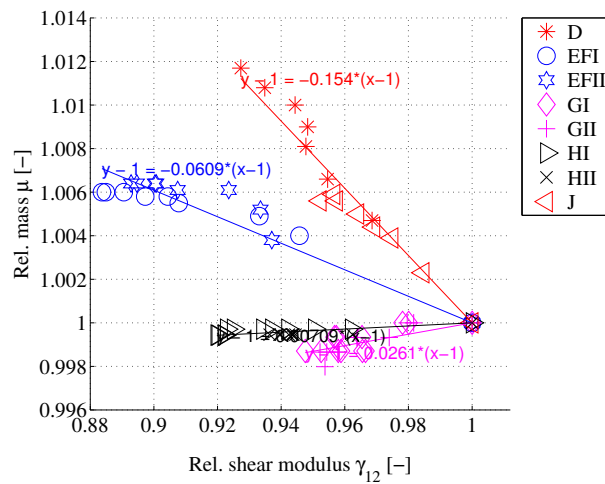 1.014
1.012
1.01
1.008
1.006
1.004
1.002
1
0.998
0.996
Rel. mass μ [−]
y − 1 = −0.154*(x−1)
y − 1 = −0.0609*(x−1)
y − 1 = 0.00709*(x−1)
y − 1 = 0.0261*(x−1)
0.88 0.9 0.92 0.94 0.96 0.98 1
Rel. shear modulus γ12 [−]
D
EFI
EFII
GI
GII
HI
HII
J